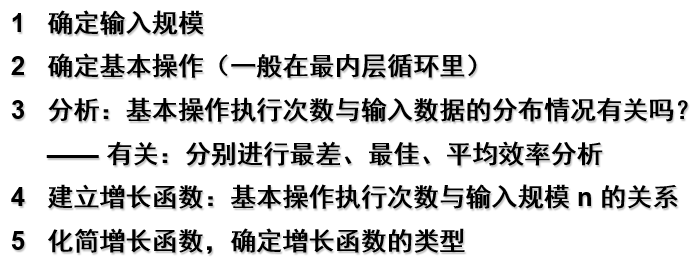 1 确定输入规模
2 确定基本操作（一般在最内层循环里）
3 分析：基本操作执行次数与输入数据的分布情况有关吗？
—— 有关：分别进行最差、最佳、平均效率分析
4 建立增长函数：基本操作执行次数与输入规模 n 的关系
5 化简增长函数，确定增长函数的类型